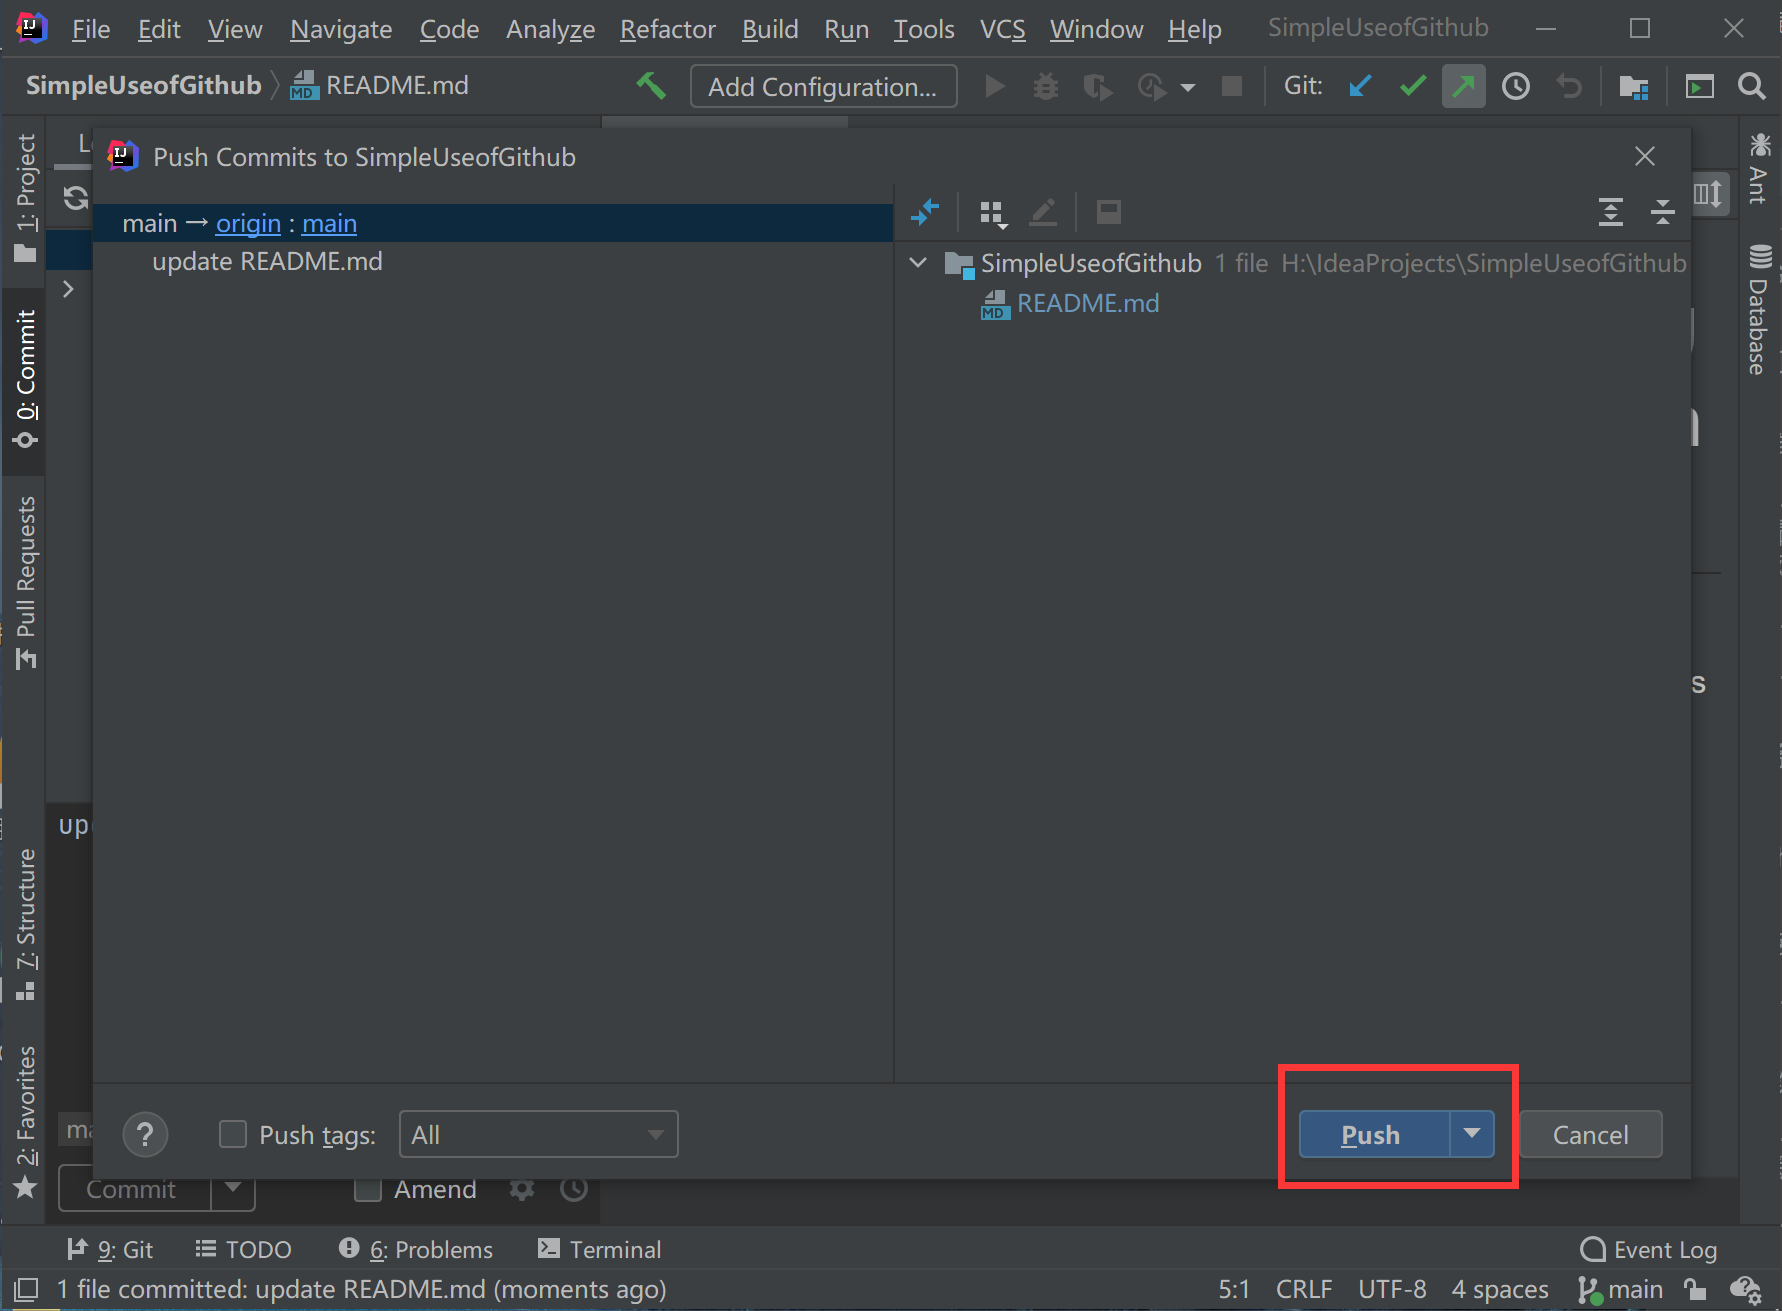 File Edit View Navigate Code Analyze Refactor Build Run Tools VCS Window Help SimpleUseofGithub
SimpleUseofGithub README.md Add Configuration... Git:
Push Commits to SimpleUseofGithub
main → origin : main
update README.md
SimpleUseofGithub 1 file H:\IdeaProjects\SimpleUseofGithub
MD README.md
1: Project
0: Commit
Pull Requests
7: Structure
2: Favorites
Ant
Database
s
? Push tags: All Push Cancel
Commit Amend
9: Git TODO 6: Problems Terminal Event Log
1 file committed: update README.md (moments ago) 5:1 CRLF UTF-8 4 spaces main